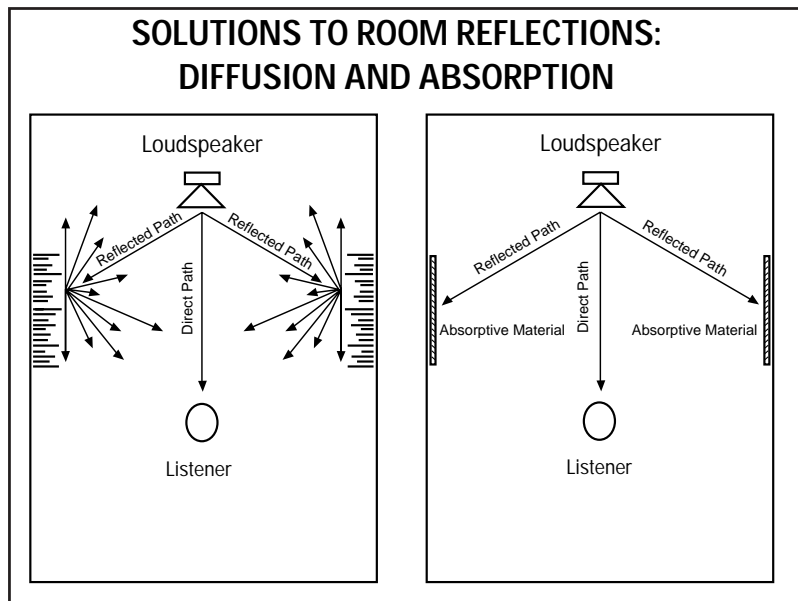 SOLUTIONS TO ROOM REFLECTIONS:
DIFFUSION AND ABSORPTION
Loudspeaker
Reflected Path
Reflected Path
Direct Path
Listener
Loudspeaker
Reflected Path
Reflected Path
Direct Path
Absorptive Material
Absorptive Material
Listener